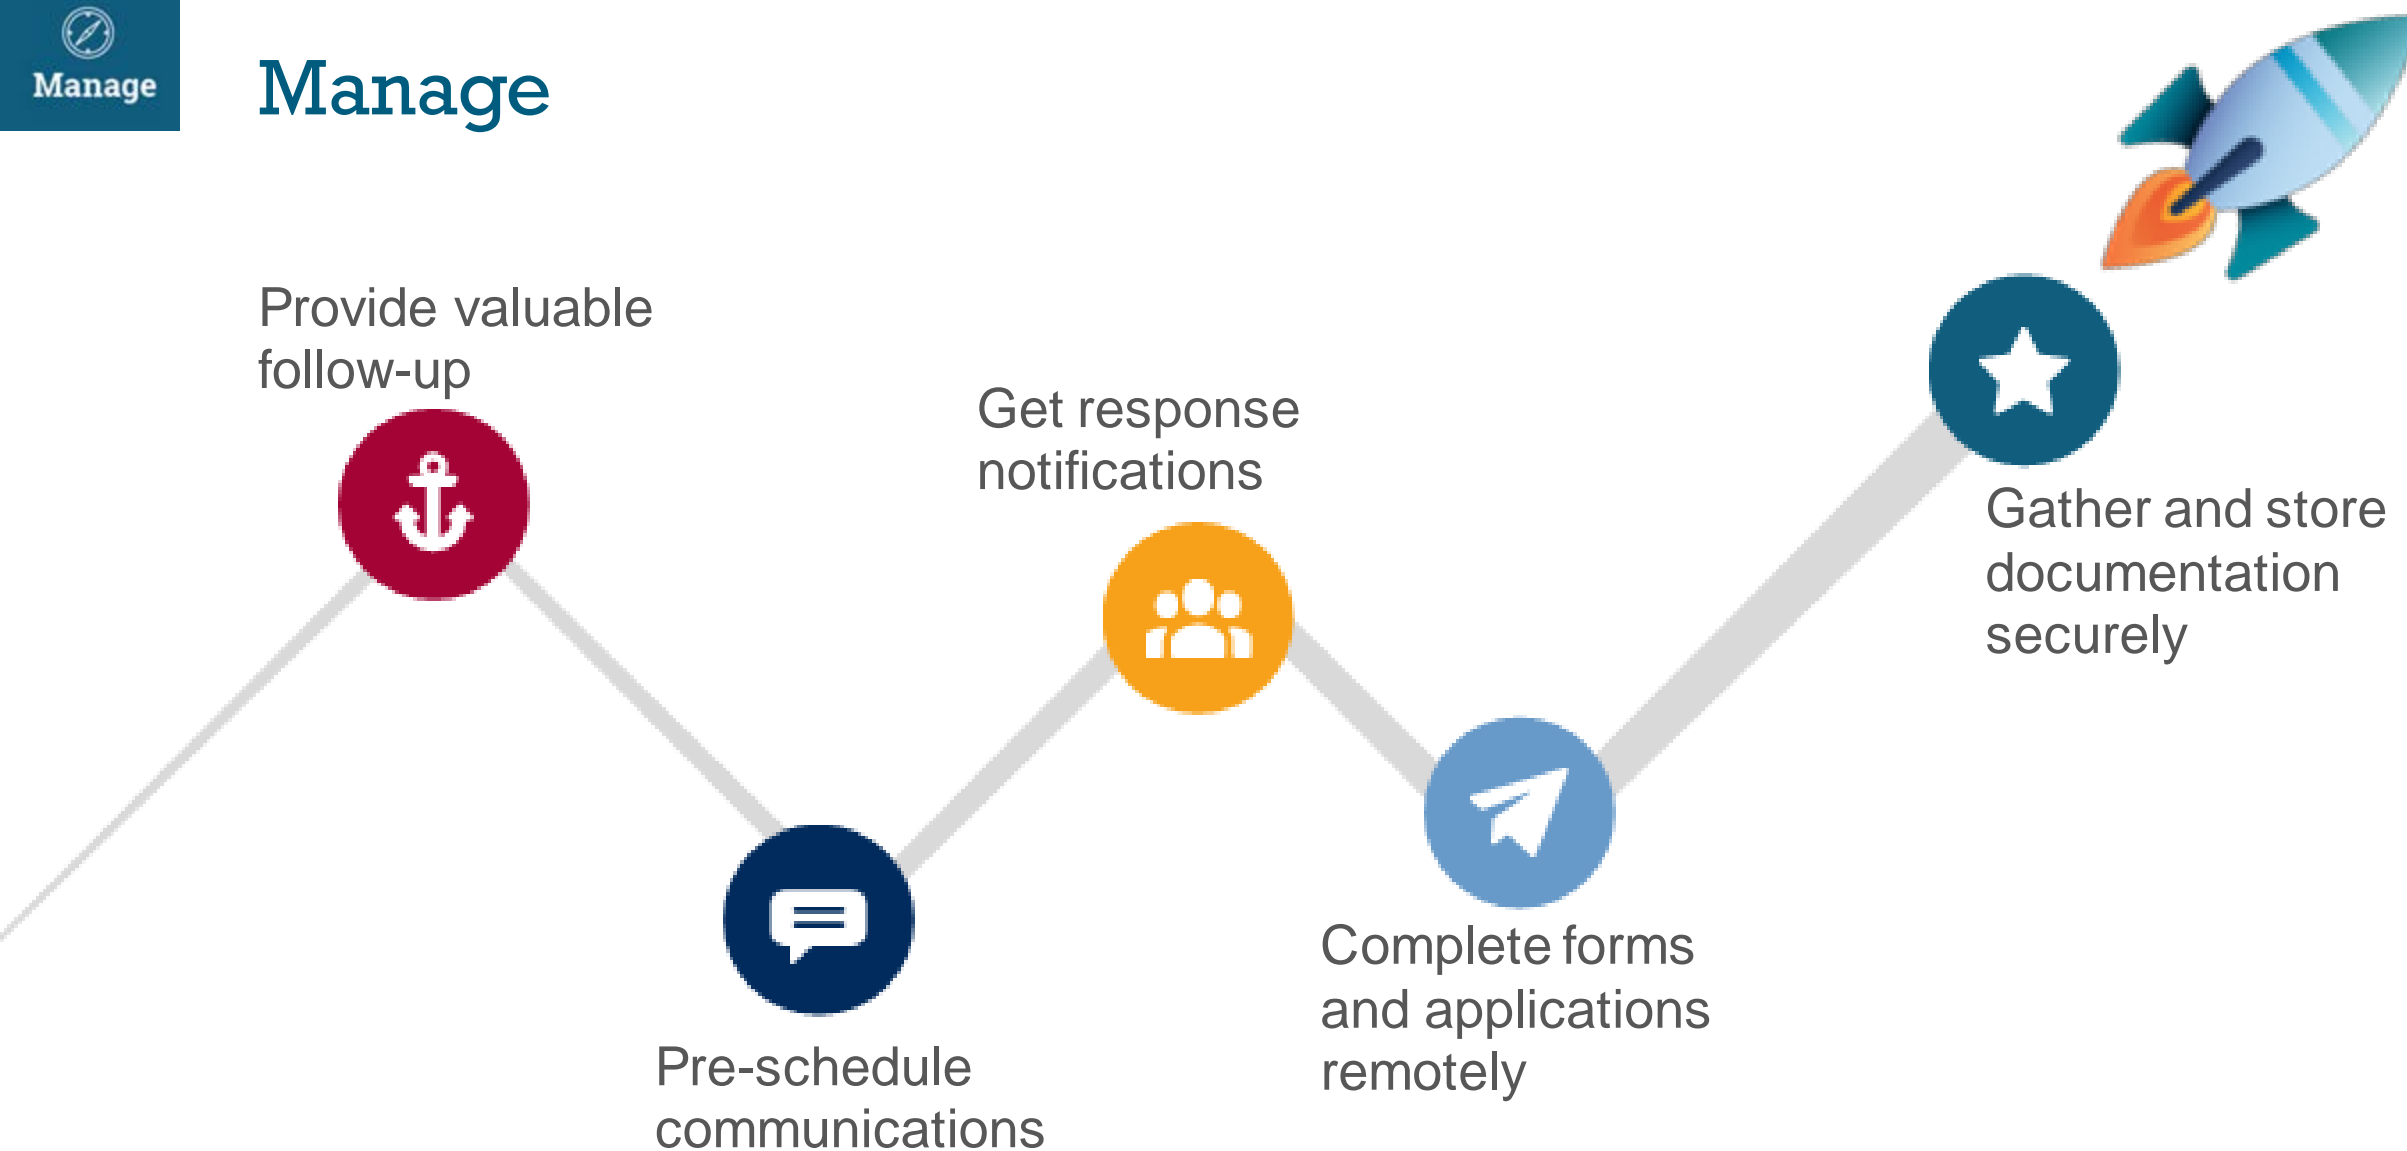 Manage
Manage
Provide valuable
follow-up
Get response
notifications
Gather and store
documentation
securely
Complete forms
and applications
remotely
Pre-schedule
communications